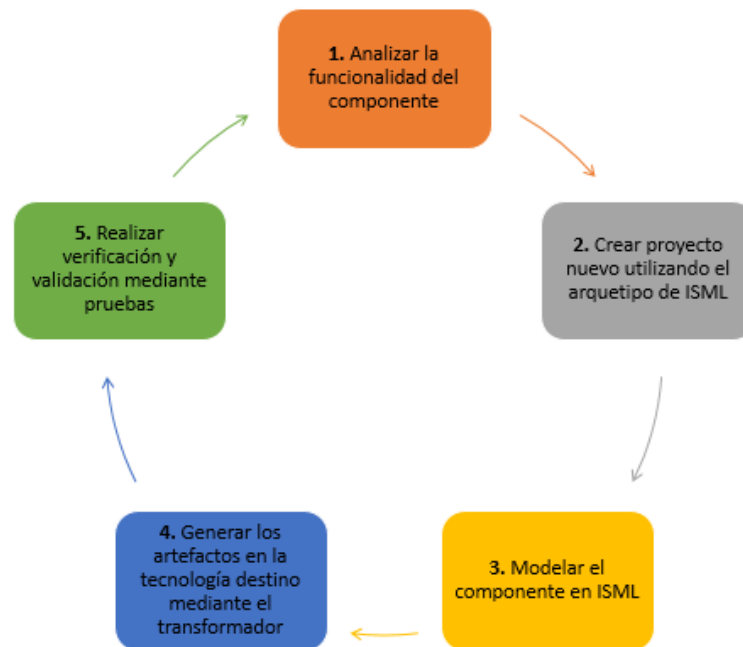 1. Analizar la
funcionalidad del
componente
2. Crear proyecto
nuevo utilizando el
arquetipo de ISML
3. Modelar el
componente en ISML
4. Generar los
artefactos en la
tecnología destino
mediante el
transformador
5. Realizar
verificación y
validación mediante
pruebas